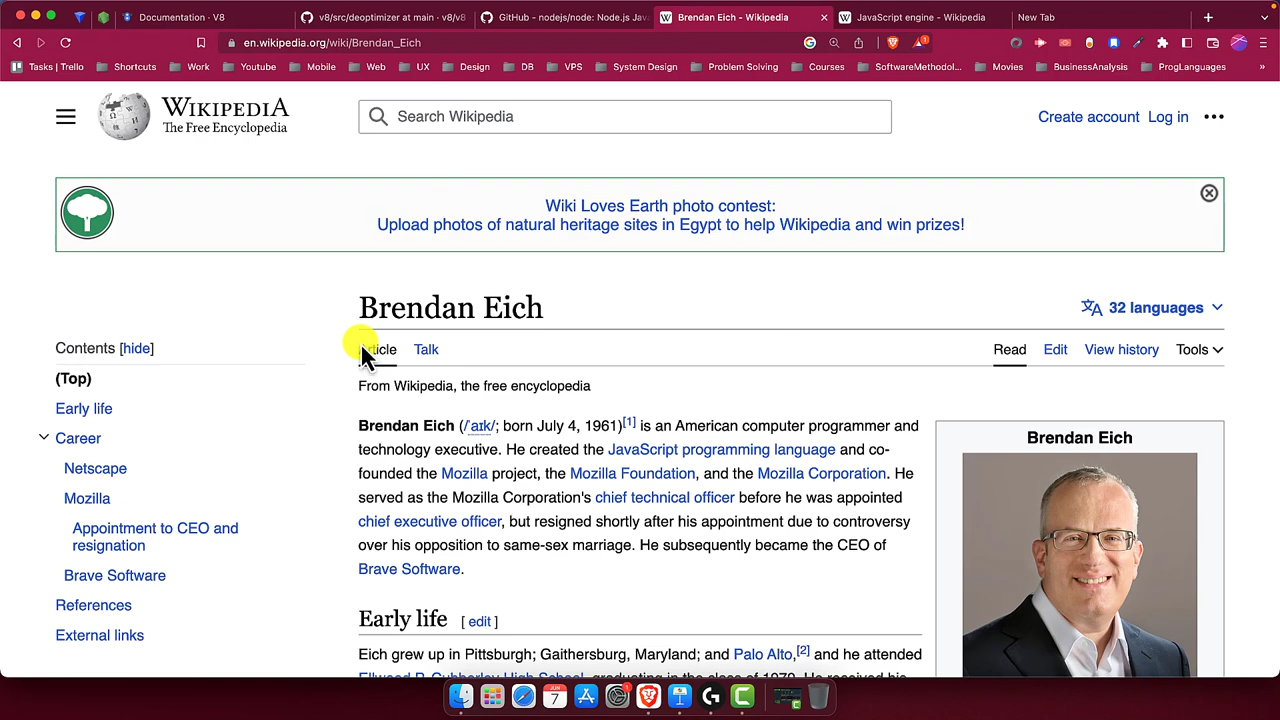 Documentation · V8
v8/src/deoptimizer at main · v8/v8
GitHub - nodejs/node: Node.js Jav
Brendan Eich - Wikipedia
JavaScript engine - Wikipedia
New Tab
en.wikipedia.org/wiki/Brendan_Eich
Tasks | Trello
Shortcuts
Work
Youtube
Mobile
Web
UX
Design
DB
VPS
System Design
Problem Solving
Courses
SoftwareMethodol...
Movies
BusinessAnalysis
ProgLanguages
»
WIKIPEDIA
The Free Encyclopedia
Search Wikipedia
Create account Log in
Wiki Loves Earth photo contest:
Upload photos of natural heritage sites in Egypt to help Wikipedia and win prizes!
Brendan Eich
32 languages
Contents [hide]
(Top)
Early life
Career
Netscape
Mozilla
Appointment to CEO and
resignation
Brave Software
References
External links
Article Talk
Read Edit View history Tools
From Wikipedia, the free encyclopedia
Brendan Eich (/ˈaɪk/; born July 4, 1961)[1] is an American computer programmer and
technology executive. He created the JavaScript programming language and co-
founded the Mozilla project, the Mozilla Foundation, and the Mozilla Corporation. He
served as the Mozilla Corporation's chief technical officer before he was appointed
chief executive officer, but resigned shortly after his appointment due to controversy
over his opposition to same-sex marriage. He subsequently became the CEO of
Brave Software.
Brendan Eich
Early life [ edit ]
Eich grew up in Pittsburgh; Gaithersburg, Maryland; and Palo Alto,[2] and he attended
JUN
7